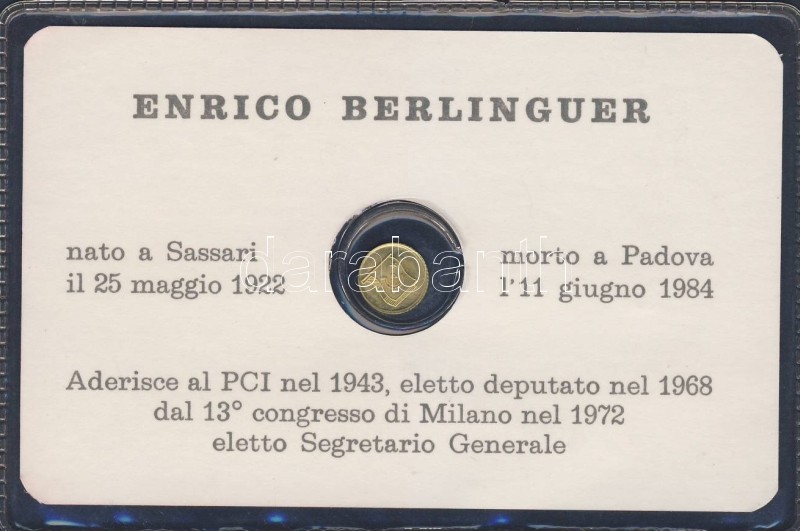 ENRICO BERLINGUER
nato a Sassari
il 25 maggio 1922
morto a Padova
l'11 giugno 1984
darabanth
Aderisce al PCI nel 1943, eletto deputato nel 1968
dal 13° congresso di Milano nel 1972
eletto Segretario Generale